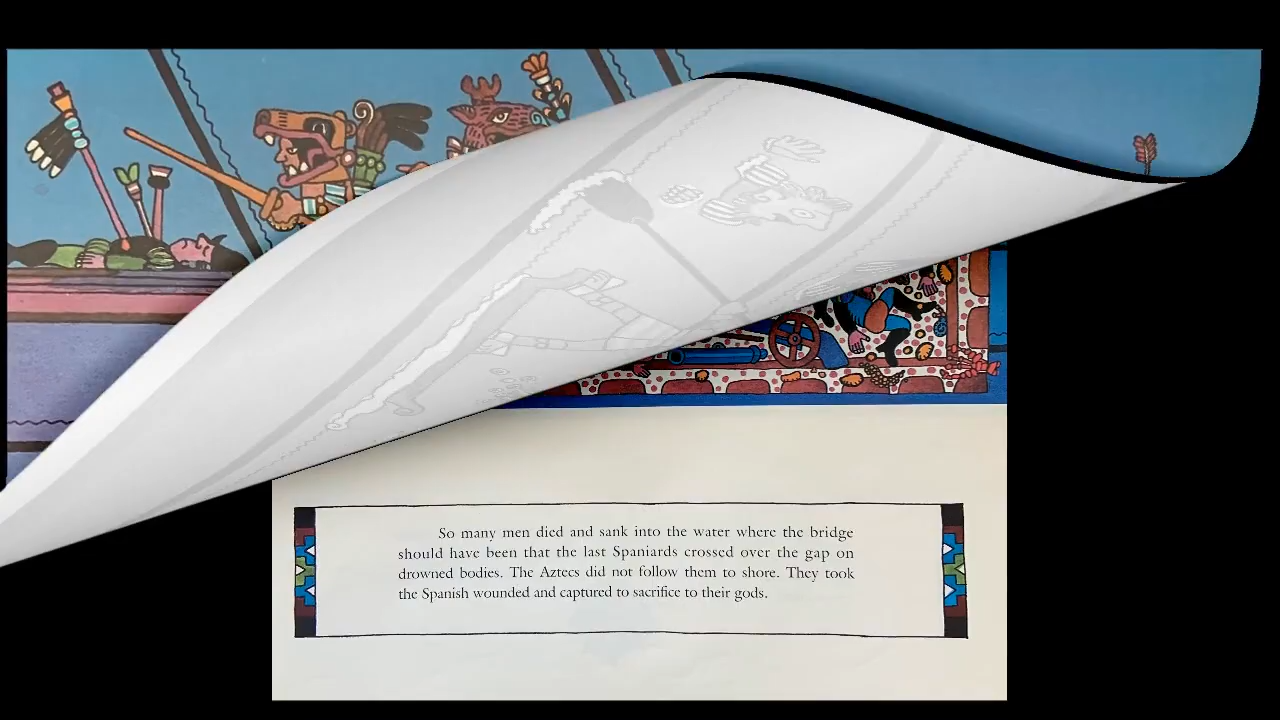 So many men died and sank into the water where the bridge
should have been that the last Spaniards crossed over the gap on
drowned bodies. The Aztecs did not follow them to shore. They took
the Spanish wounded and captured to sacrifice to their gods.